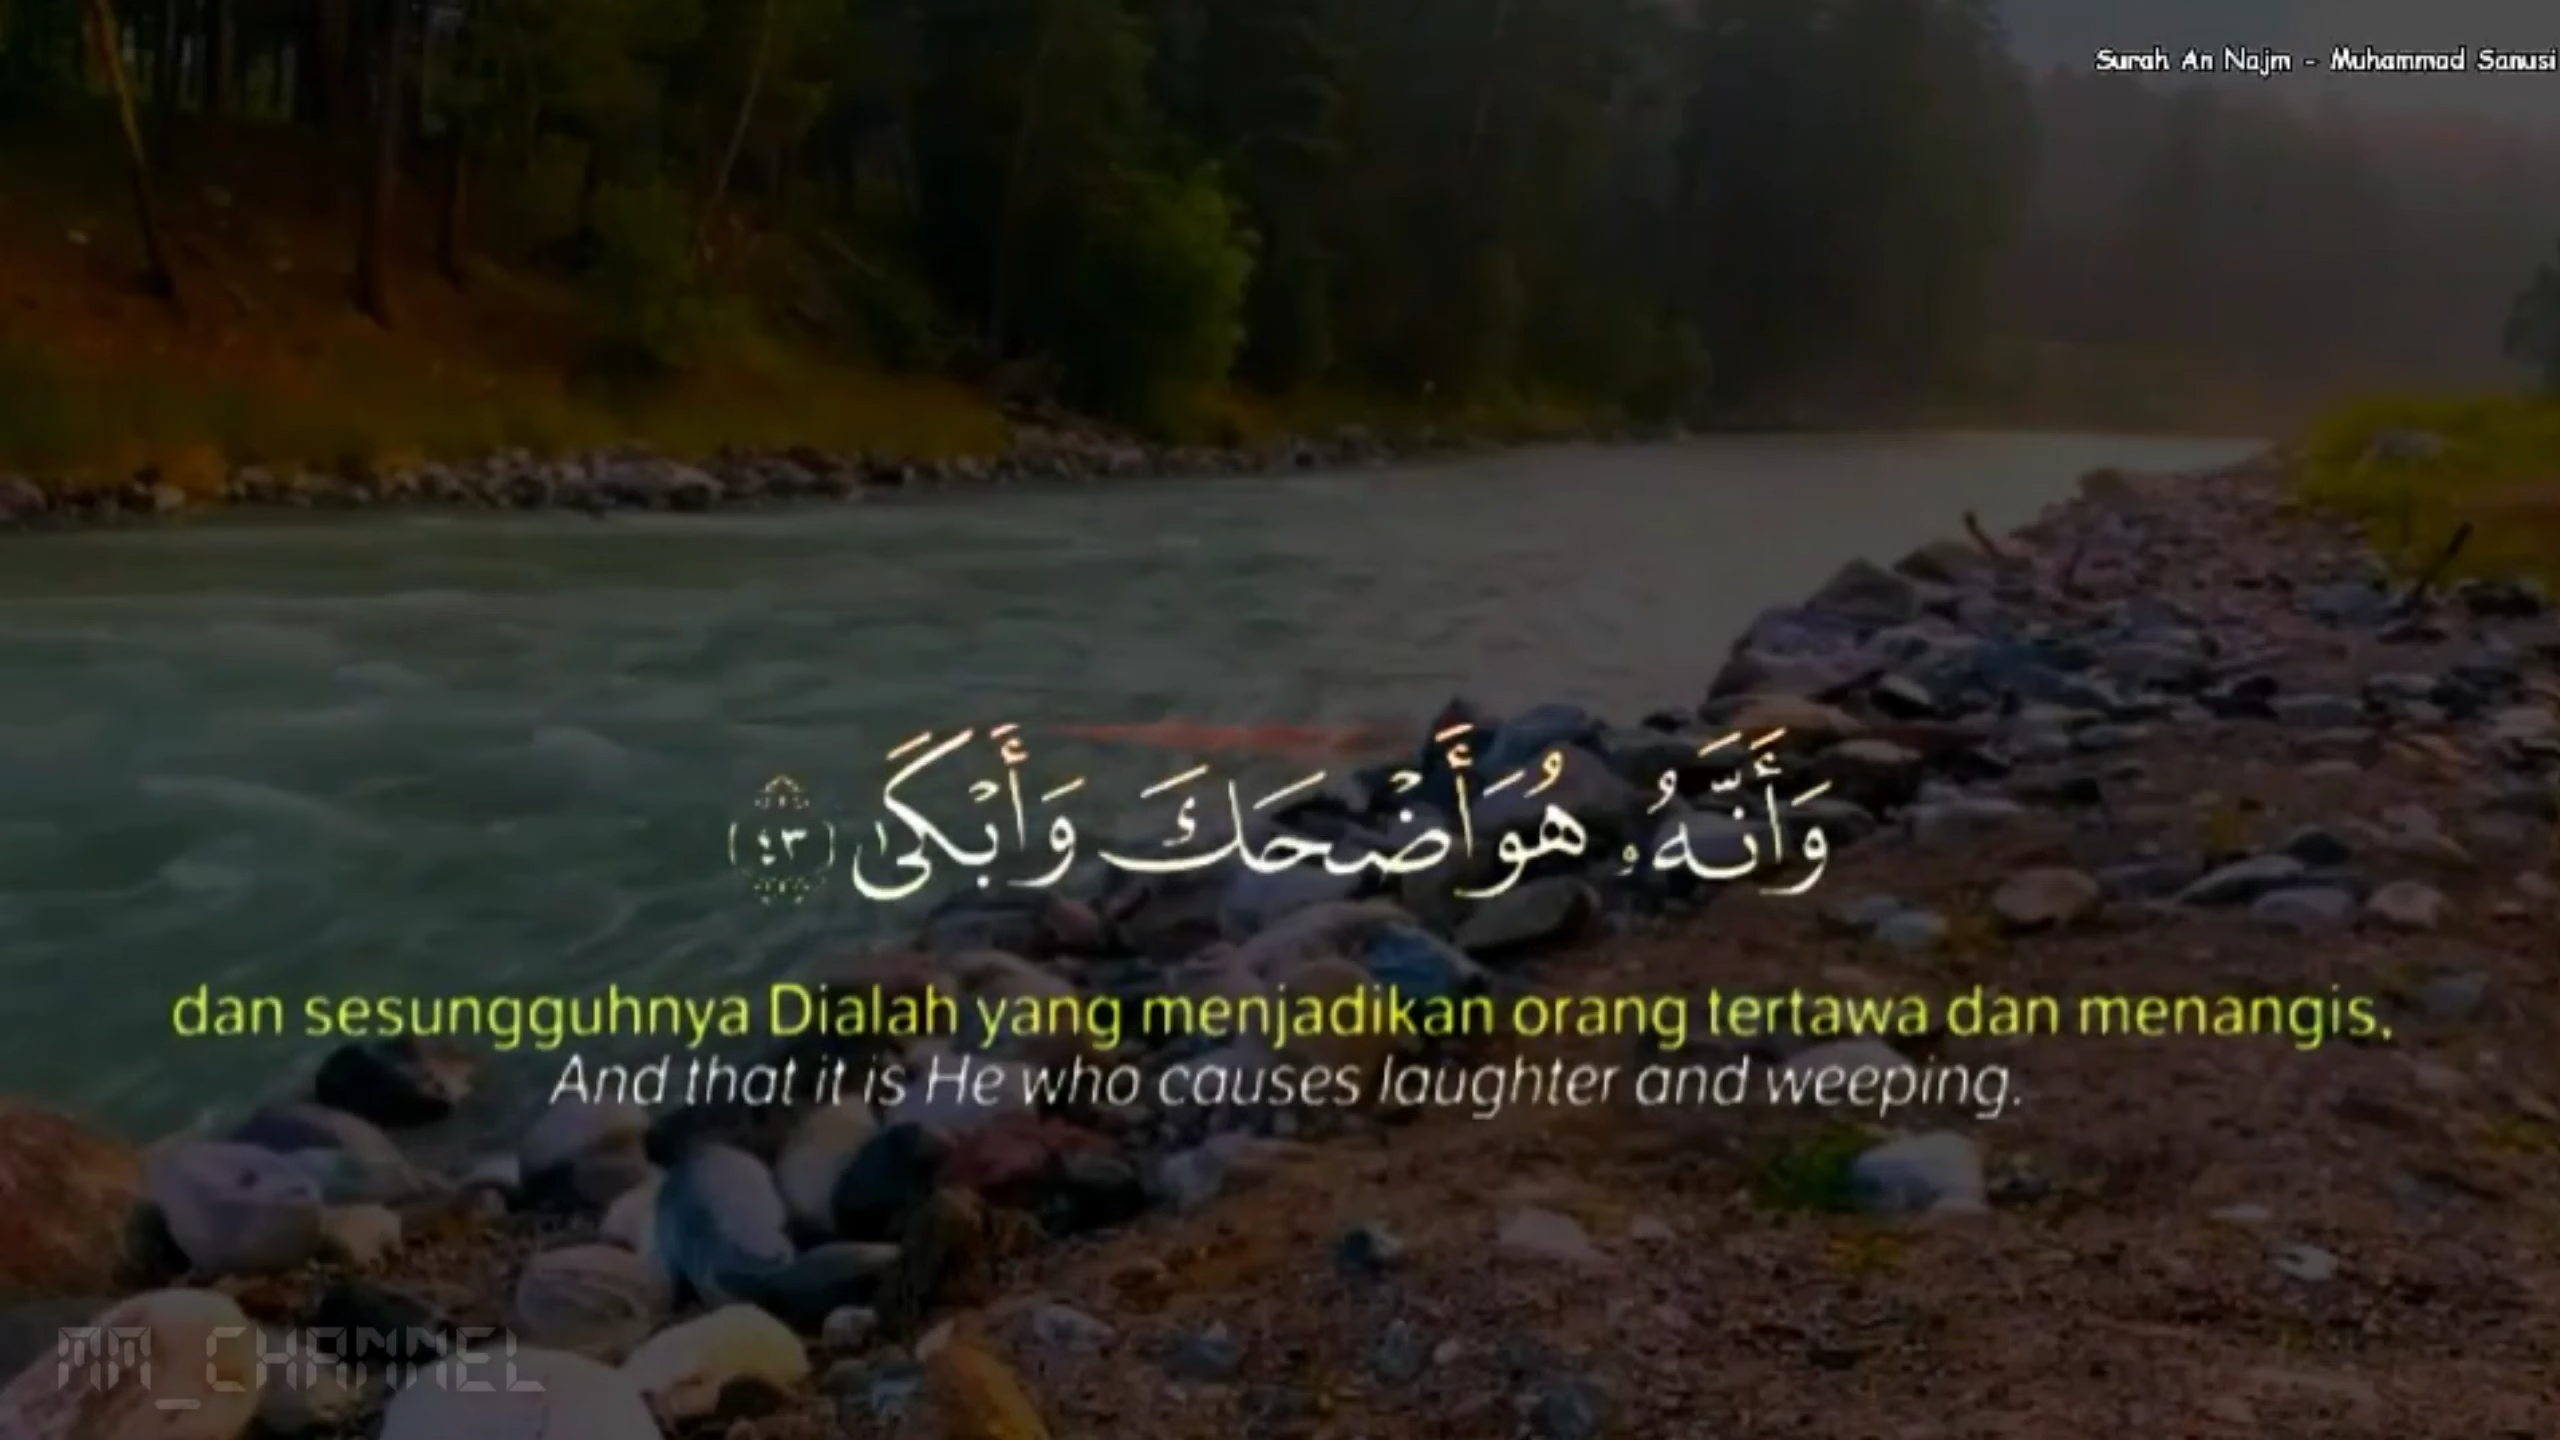 Surah An Najm - Muhammad Sanusi
وَأَنَّهُۥ هُوَ أَضْحَكَ وَأَبْكَىٰ ﴿٤٣﴾
dan sesungguhnya Dialah yang menjadikan orang tertawa dan menangis,
And that it is He who causes laughter and weeping.
MM_CHANNEL